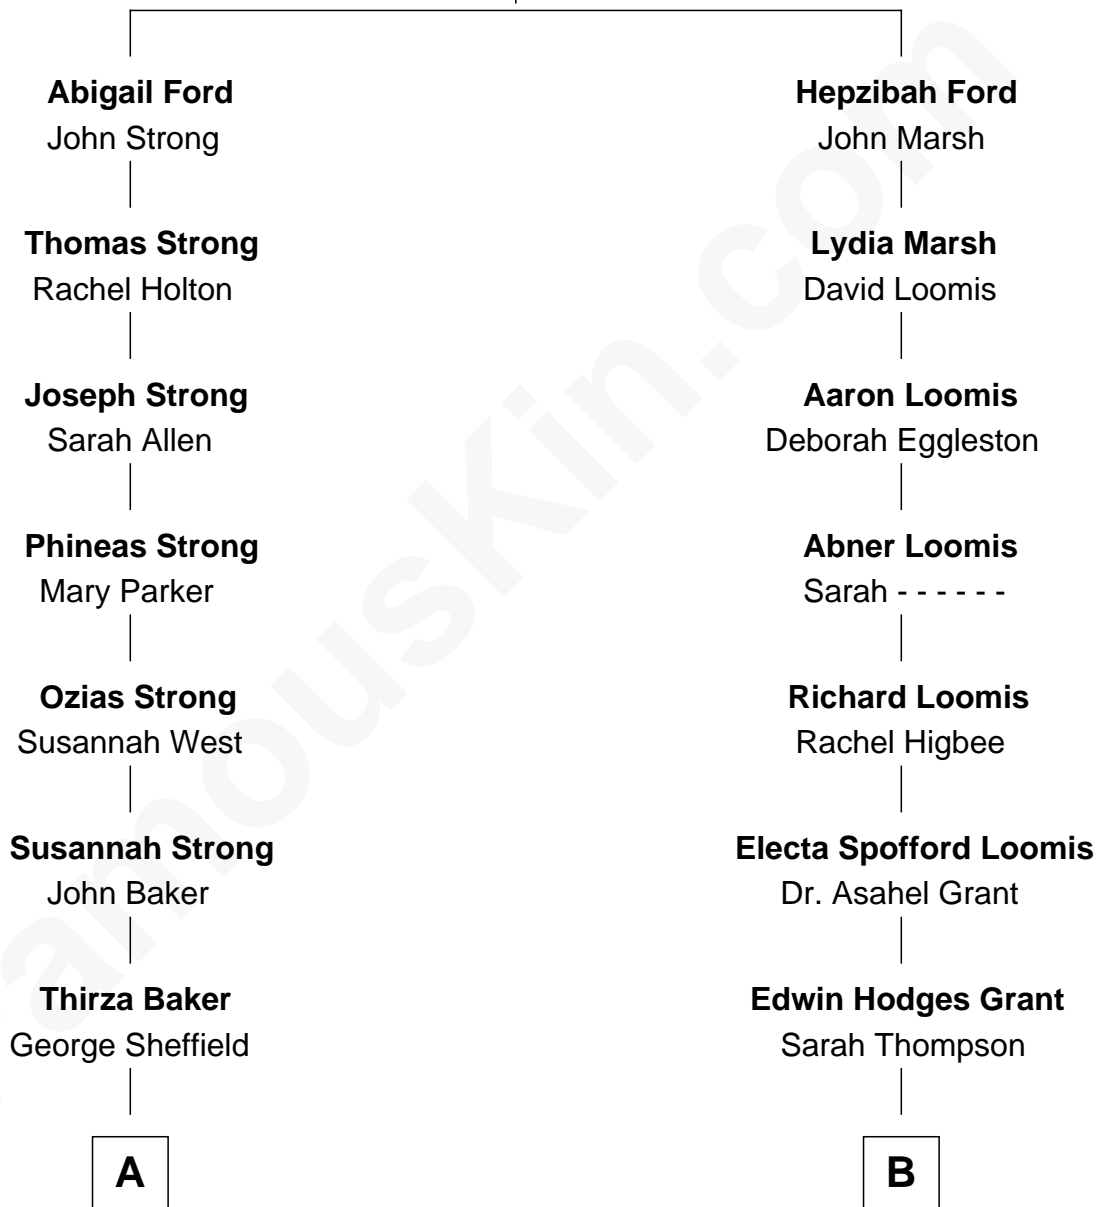 Abigail Ford
John Strong
Thomas Strong
Rachel Holton
Joseph Strong
Sarah Allen
Phineas Strong
Mary Parker
Ozias Strong
Susannah West
Susannah Strong
John Baker
Thirza Baker
George Sheffield
A
Hepzibah Ford
John Marsh
Lydia Marsh
David Loomis
Aaron Loomis
Deborah Eggleston
Abner Loomis
Sarah - - - - - -
Richard Loomis
Rachel Higbee
Electa Spofford Loomis
Dr. Asahel Grant
Edwin Hodges Grant
Sarah Thompson
B
amouskin.com